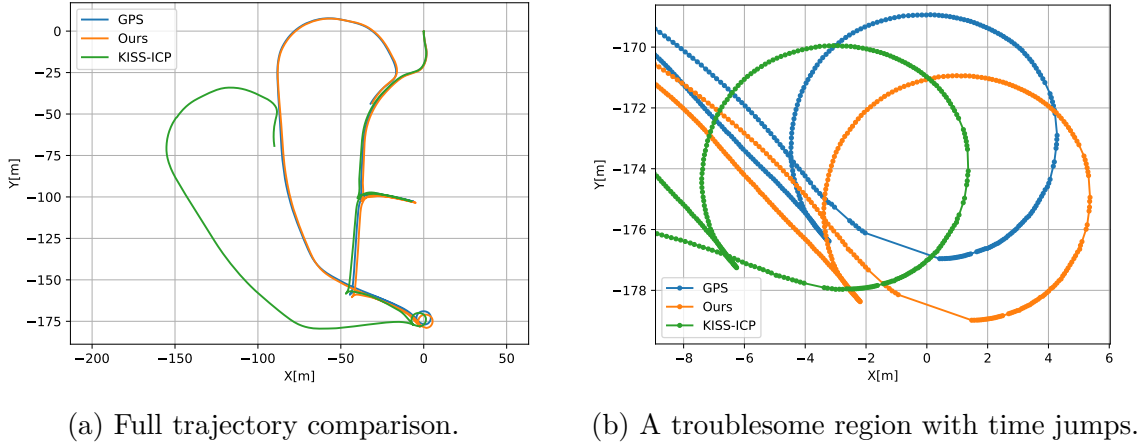 GPS
Ours
KISS-ICP
0
−25
−50
−75
−100
−125
−150
−175
Y[m]
−200
−150
−100
−50
0
50
X[m]
(a) Full trajectory comparison.
−170
−172
−174
−176
−178
Y[m]
GPS
Ours
KISS-ICP
−8
−6
−4
−2
0
2
4
6
X[m]
(b) A troublesome region with time jumps.